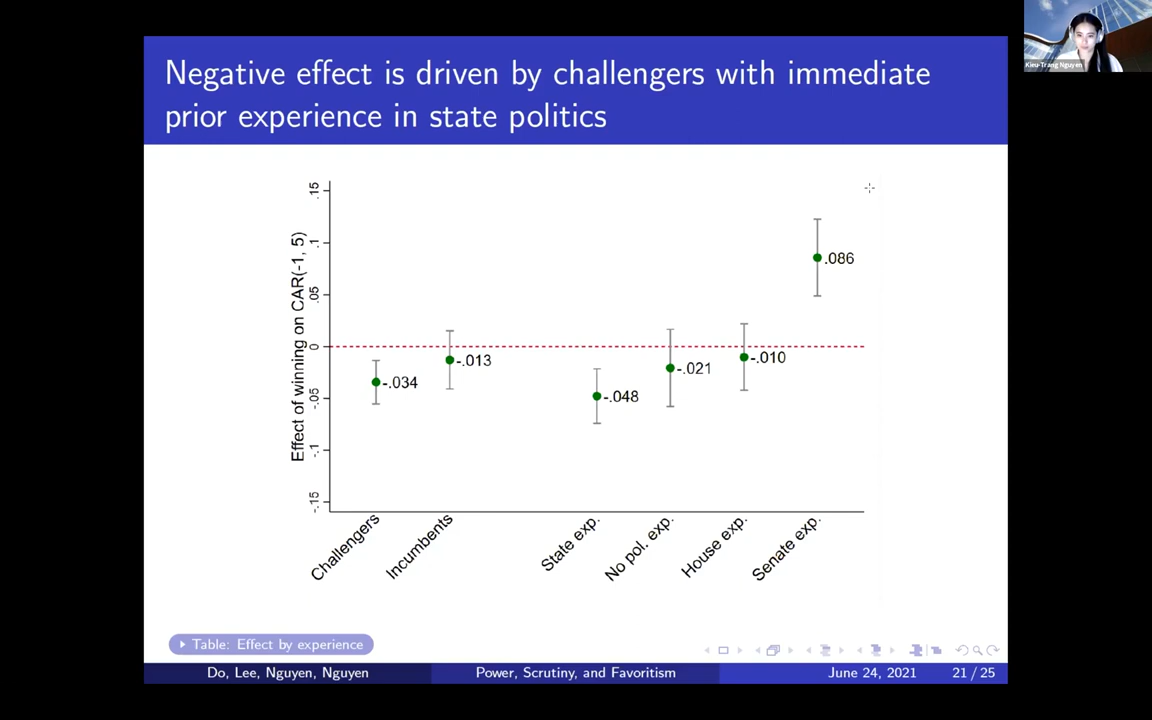 Negative effect is driven by challengers with immediate
prior experience in state politics
Kieu-Trang Nguyen
Effect of winning on CAR(-1, 5)
.15
.1
.05
0
-.05
-.1
-.15
-.034
-.013
-.048
-.021
-.010
.086
Challengers
Incumbents
State exp.
No pol. exp.
House exp.
Senate exp.
Table: Effect by experience
Do, Lee, Nguyen, Nguyen
Power, Scrutiny, and Favoritism
June 24, 2021
21 / 25